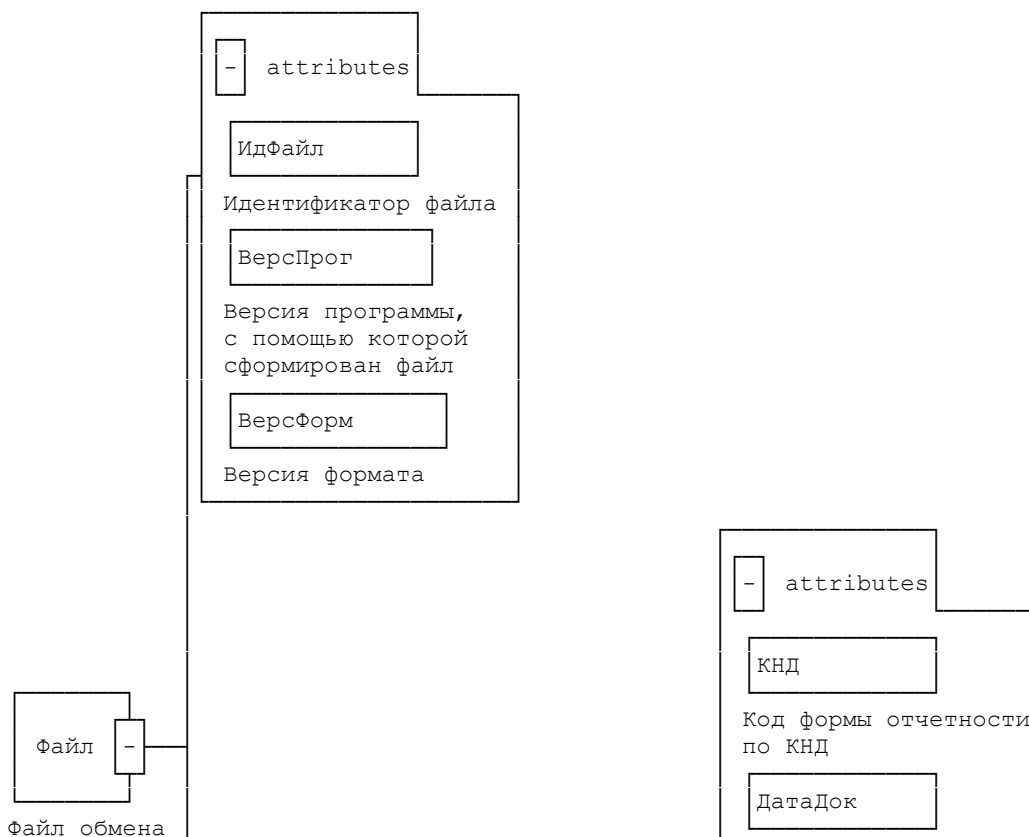 - attributes
ИдФайл
Идентификатор файла
ВерсПрог
Версия программы,
с помощью которой
сформирован файл
ВерсФорм
Версия формата
- attributes
КНД
Код формы отчетности
по КНД
ДатаДок
Файл -
Файл обмена